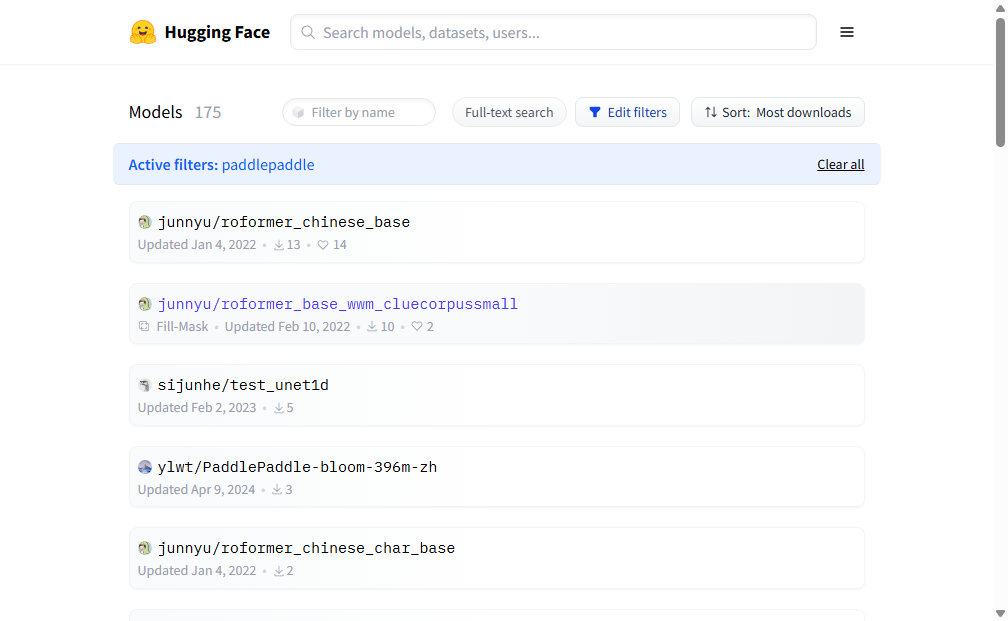 Hugging Face
Search models, datasets, users...
Models 175
Filter by name
Full-text search
Edit filters
Sort: Most downloads
Active filters: paddlepaddle
Clear all
junnyu/roformer_chinese_base
Updated Jan 4, 2022 • 13 • 14
junnyu/roformer_base_wwm_cluecorpussmall
Fill-Mask • Updated Feb 10, 2022 • 10 • 2
sijunhe/test_unet1d
Updated Feb 2, 2023 • 5
ylwt/PaddlePaddle-bloom-396m-zh
Updated Apr 9, 2024 • 3
junnyu/roformer_chinese_char_base
Updated Jan 4, 2022 • 2